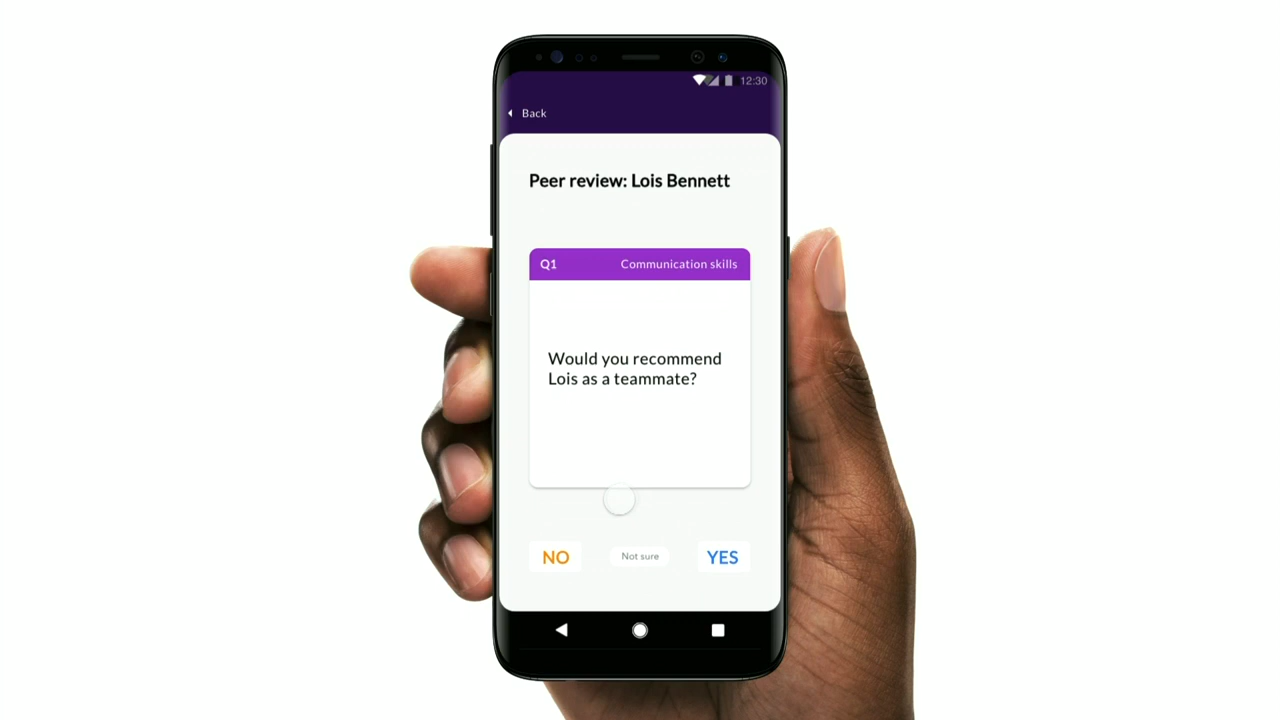 12:30
Back
Peer review: Lois Bennett
Q1 Communication skills
Would you recommend
Lois as a teammate?
NO Not sure YES